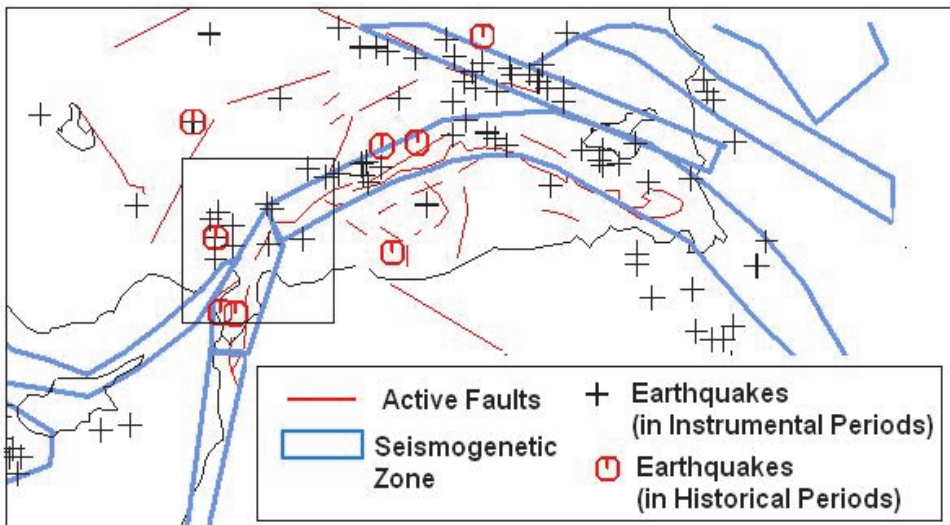 Active Faults
Seismogenetic
Zone
Earthquakes
(in Instrumental Periods)
Earthquakes
(in Historical Periods)